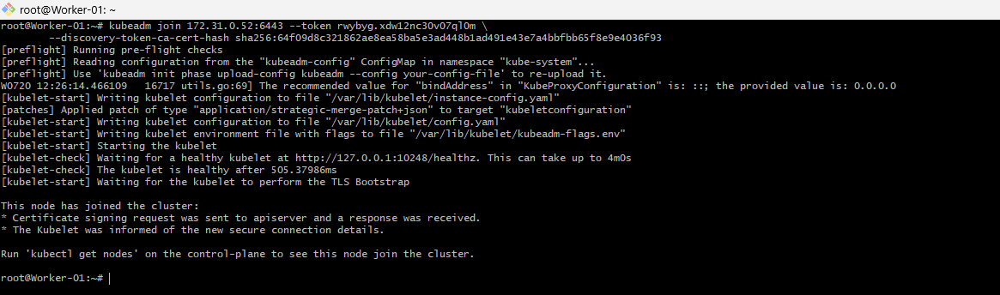 root@Worker-01: ~
root@Worker-01:~# kubeadm join 172.31.0.52:6443 --token rwybyg.xdw12nc30v07ql0m \
        --discovery-token-ca-cert-hash sha256:64f09d8c321862ae8ea58ba5e3ad448b1ad491e43e7a4bbfbb65f8e9e4036f93
[preflight] Running pre-flight checks
[preflight] Reading configuration from the "kubeadm-config" ConfigMap in namespace "kube-system"...
[preflight] Use 'kubeadm init phase upload-config kubeadm --config your-config-file' to re-upload it.
W0720 12:26:14.466109   16717 utils.go:69] The recommended value for "bindAddress" in "KubeProxyConfiguration" is: ::; the provided value is: 0.0.0.0
[kubelet-start] Writing kubelet configuration to file "/var/lib/kubelet/instance-config.yaml"
[patches] Applied patch of type "application/strategic-merge-patch+json" to target "kubeletconfiguration"
[kubelet-start] Writing kubelet configuration to file "/var/lib/kubelet/config.yaml"
[kubelet-start] Writing kubelet environment file with flags to file "/var/lib/kubelet/kubeadm-flags.env"
[kubelet-start] Starting the kubelet
[kubelet-check] Waiting for a healthy kubelet at http://127.0.0.1:10248/healthz. This can take up to 4m0s
[kubelet-check] The kubelet is healthy after 505.37986ms
[kubelet-start] Waiting for the kubelet to perform the TLS Bootstrap

This node has joined the cluster:
* Certificate signing request was sent to apiserver and a response was received.
* The Kubelet was informed of the new secure connection details.

Run 'kubectl get nodes' on the control-plane to see this node join the cluster.

root@Worker-01:~#